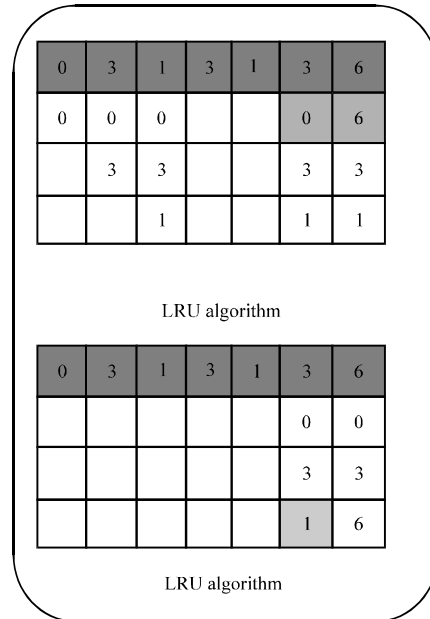 0 3 1 3 1 3 6
0 0 0 0 6
3 3 3 3
1 1 1
LRU algorithm
0 3 1 3 1 3 6
0 0
3 3
1 6
LRU algorithm